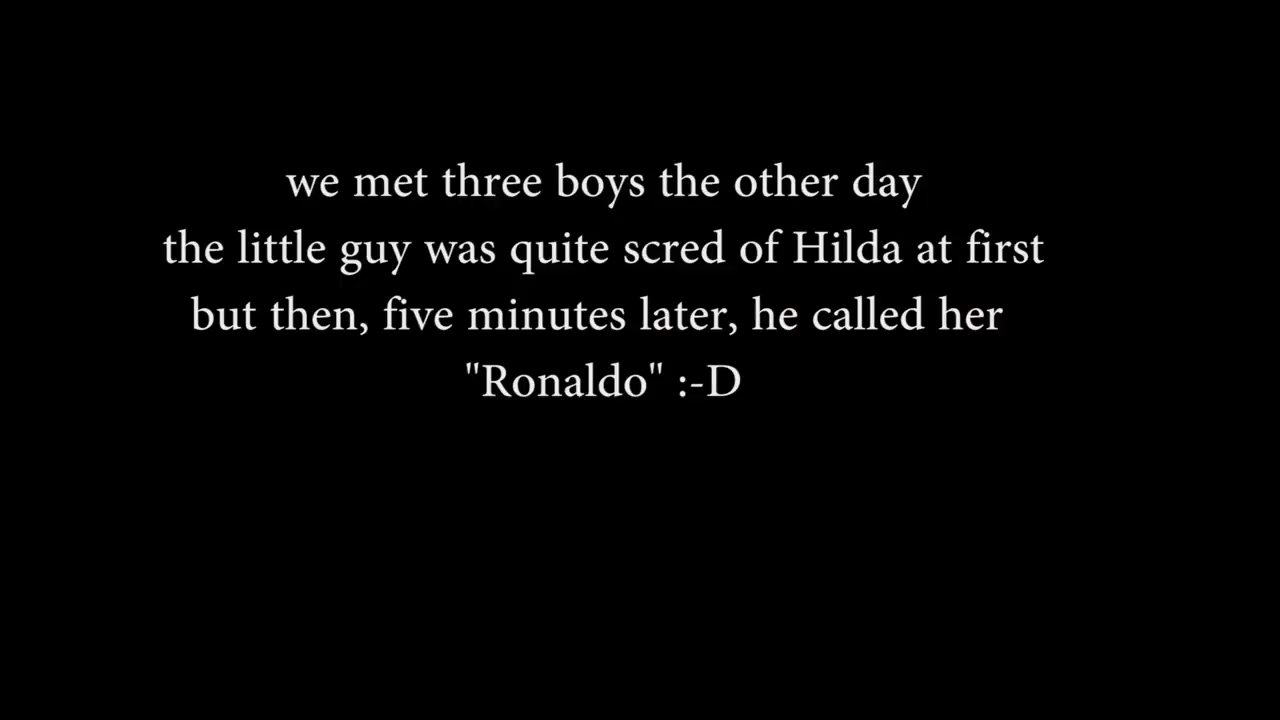 we met three boys the other day
the little guy was quite scred of Hilda at first
but then, five minutes later, he called her
"Ronaldo" :-D